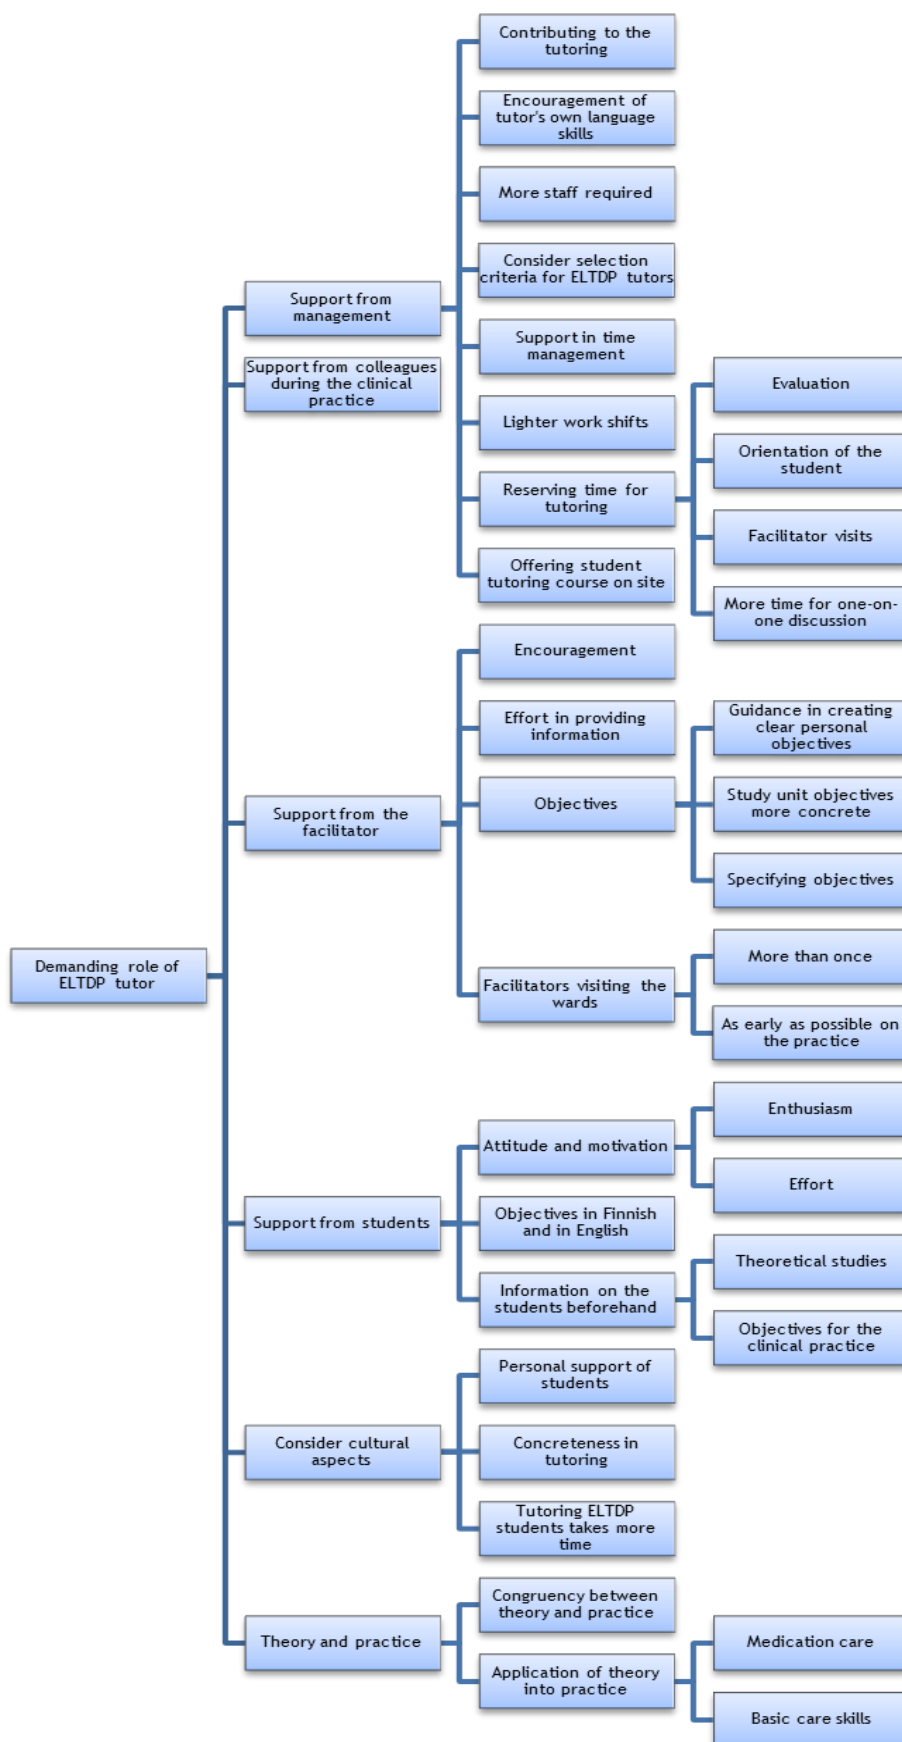 Demanding role of
ELTDP tutor
Support from
management
Contributing to the
tutoring
Encouragement of
tutor's own language
skills
More staff required
Consider selection
criteria for ELTDP tutors
Support in time
management
Lighter work shifts
Reserving time for
tutoring
Evaluation
Orientation of the
student
Facilitator visits
More time for one-on-
one discussion
Offering student
tutoring course on site
Support from colleagues
during the clinical
practice
Support from the
facilitator
Encouragement
Effort in providing
information
Objectives
Guidance in creating
clear personal
objectives
Study unit objectives
more concrete
Specifying objectives
Facilitators visiting the
wards
More than once
As early as possible on
the practice
Support from students
Attitude and motivation
Enthusiasm
Effort
Objectives in Finnish
and in English
Information on the
students beforehand
Theoretical studies
Objectives for the
clinical practice
Consider cultural
aspects
Personal support of
students
Concreteness in
tutoring
Tutoring ELTDP
students takes more
time
Theory and practice
Congruency between
theory and practice
Application of theory
into practice
Medication care
Basic care skills